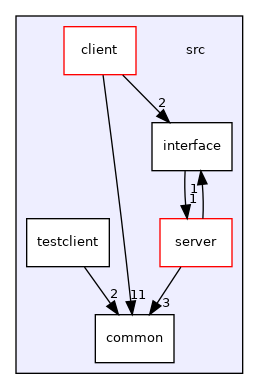 client
src
2
interface
1
1
testclient
server
2
11
3
common